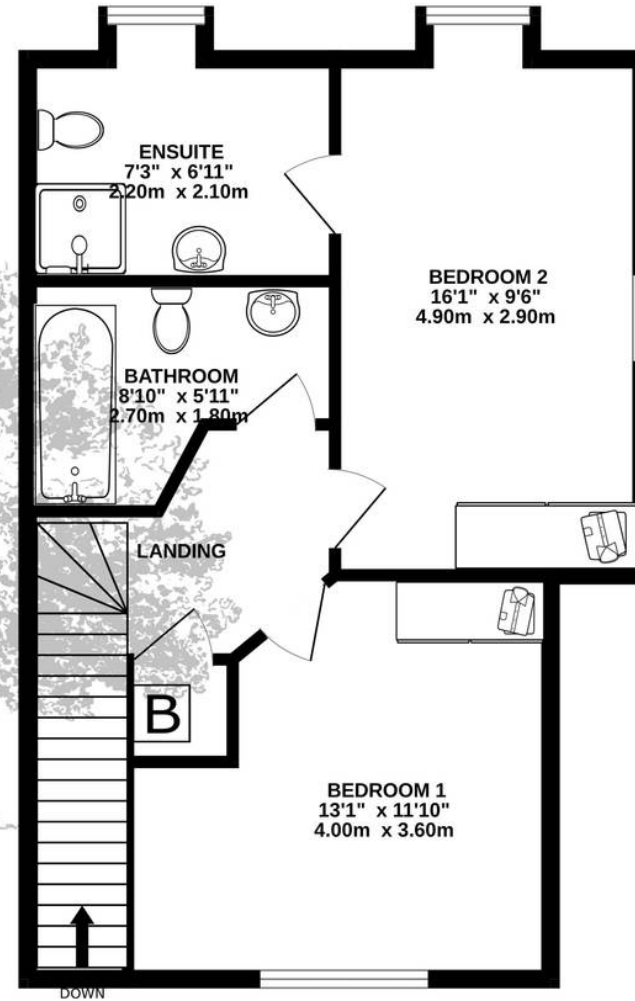 ENSUITE
7'3" x 6'11"
2.20m x 2.10m
BEDROOM 2
16'1" x 9'6"
4.90m x 2.90m
BATHROOM
8'10" x 5'11"
2.70m x 1.80m
LANDING
B
BEDROOM 1
13'1" x 11'10"
4.00m x 3.60m
DOWN